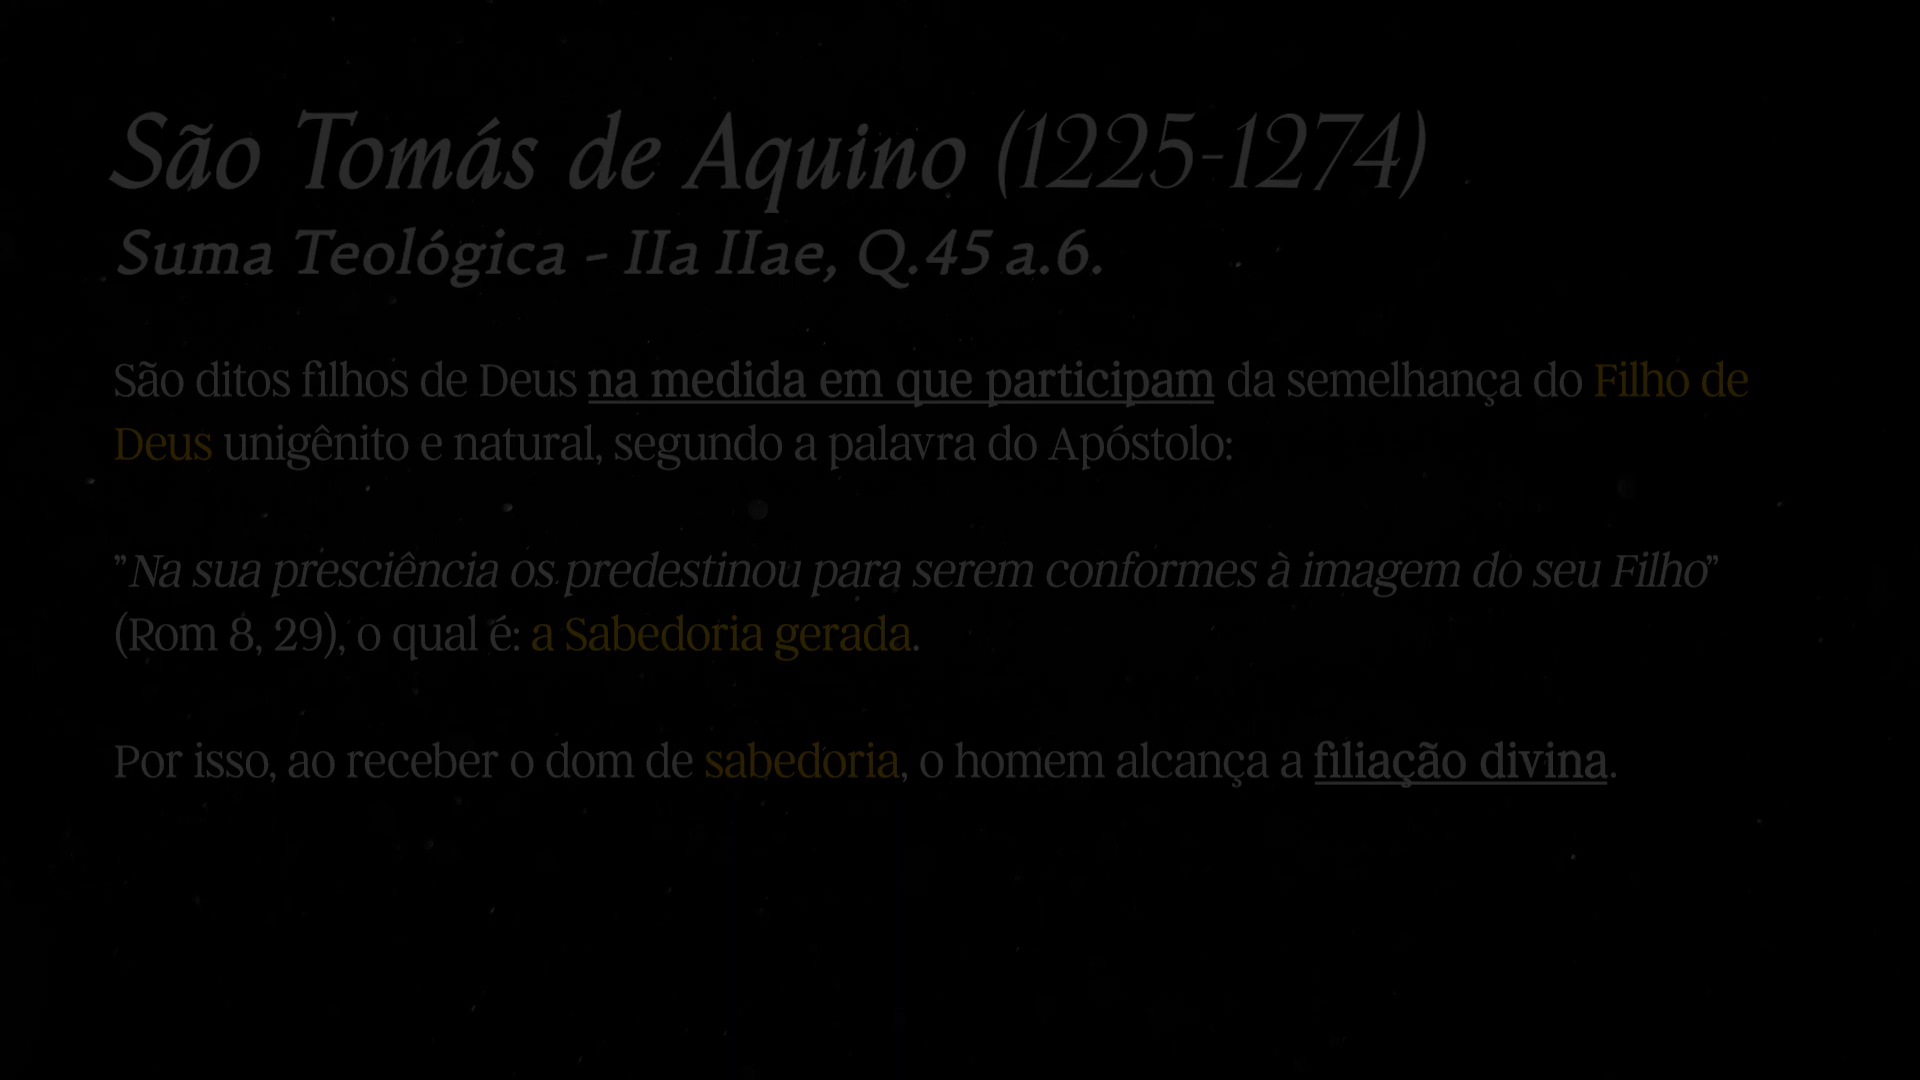 São Tomás de Aquino (1225-1274)
Suma Teológica - IIa IIae, Q.45 a.6.
São ditos filhos de Deus na medida em que participam da semelhança do Filho de
Deus unigênito e natural, segundo a palavra do Apóstolo:
”Na sua presciência os predestinou para serem conformes à imagem do seu Filho”
(Rom 8, 29), o qual é: a Sabedoria gerada.
Por isso, ao receber o dom de sabedoria, o homem alcança a filiação divina.